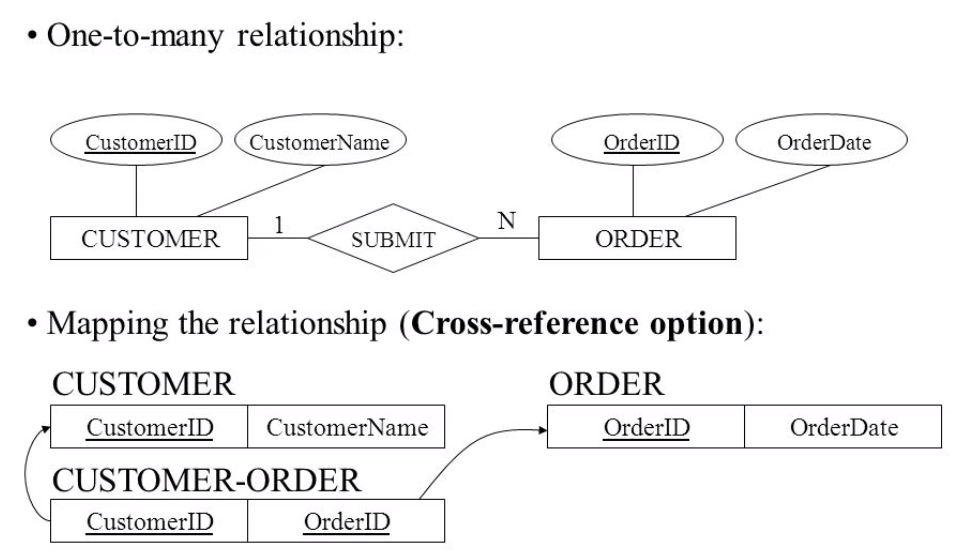 • One-to-many relationship:
CustomerID CustomerName OrderID OrderDate
CUSTOMER 1 SUBMIT N ORDER
• Mapping the relationship (Cross-reference option):
CUSTOMER ORDER
CustomerID CustomerName OrderID OrderDate
CUSTOMER-ORDER
CustomerID OrderID